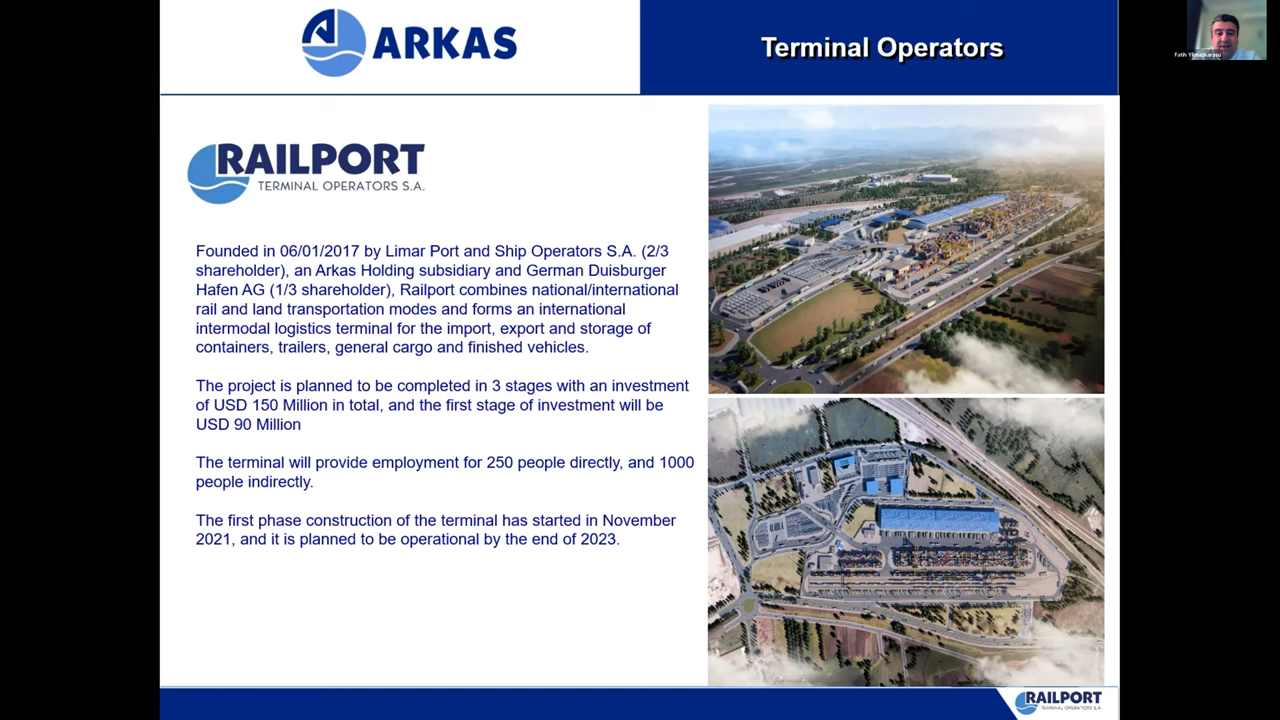 ARKAS
Terminal Operators
Fatih Yılmazkarasu
RAILPORT
TERMINAL OPERATORS S.A.
Founded in 06/01/2017 by Limar Port and Ship Operators S.A. (2/3
shareholder), an Arkas Holding subsidiary and German Duisburger
Hafen AG (1/3 shareholder), Railport combines national/international
rail and land transportation modes and forms an international
intermodal logistics terminal for the import, export and storage of
containers, trailers, general cargo and finished vehicles.
The project is planned to be completed in 3 stages with an investment
of USD 150 Million in total, and the first stage of investment will be
USD 90 Million
The terminal will provide employment for 250 people directly, and 1000
people indirectly.
The first phase construction of the terminal has started in November
2021, and it is planned to be operational by the end of 2023.
RAILPORT
TERMINAL OPERATORS S.A.